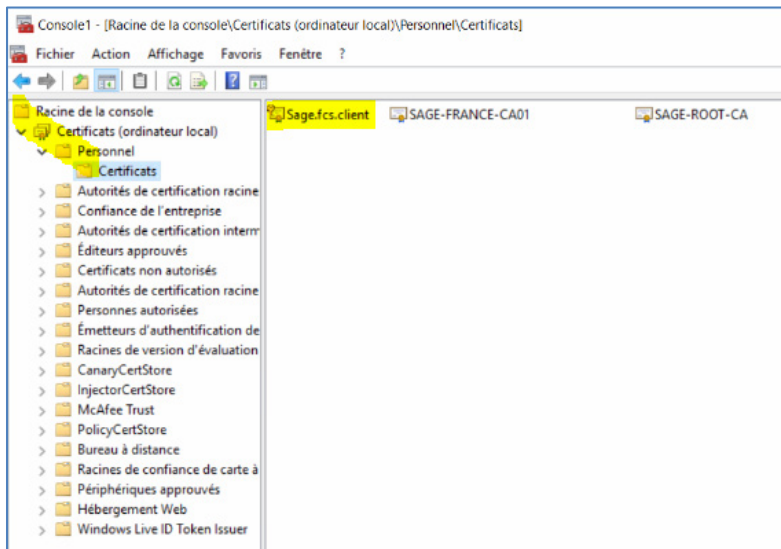 Console1 - [Racine de la console\Certificats (ordinateur local)\Personnel\Certificats]
Fichier Action Affichage Favoris Fenêtre ?
Racine de la console
Certificats (ordinateur local)
Personnel
Certificats
Autorités de certification racine
Confiance de l'entreprise
Autorités de certification interm
Éditeurs approuvés
Certificats non autorisés
Autorités de certification racine
Personnes autorisées
Émetteurs d'authentification de
Racines de version d'évaluation
CanaryCertStore
InjectorCertStore
McAfee Trust
PolicyCertStore
Bureau à distance
Racines de confiance de carte à
Périphériques approuvés
Hébergement Web
Windows Live ID Token Issuer
Sage.fcs.client SAGE-FRANCE-CA01 SAGE-ROOT-CA